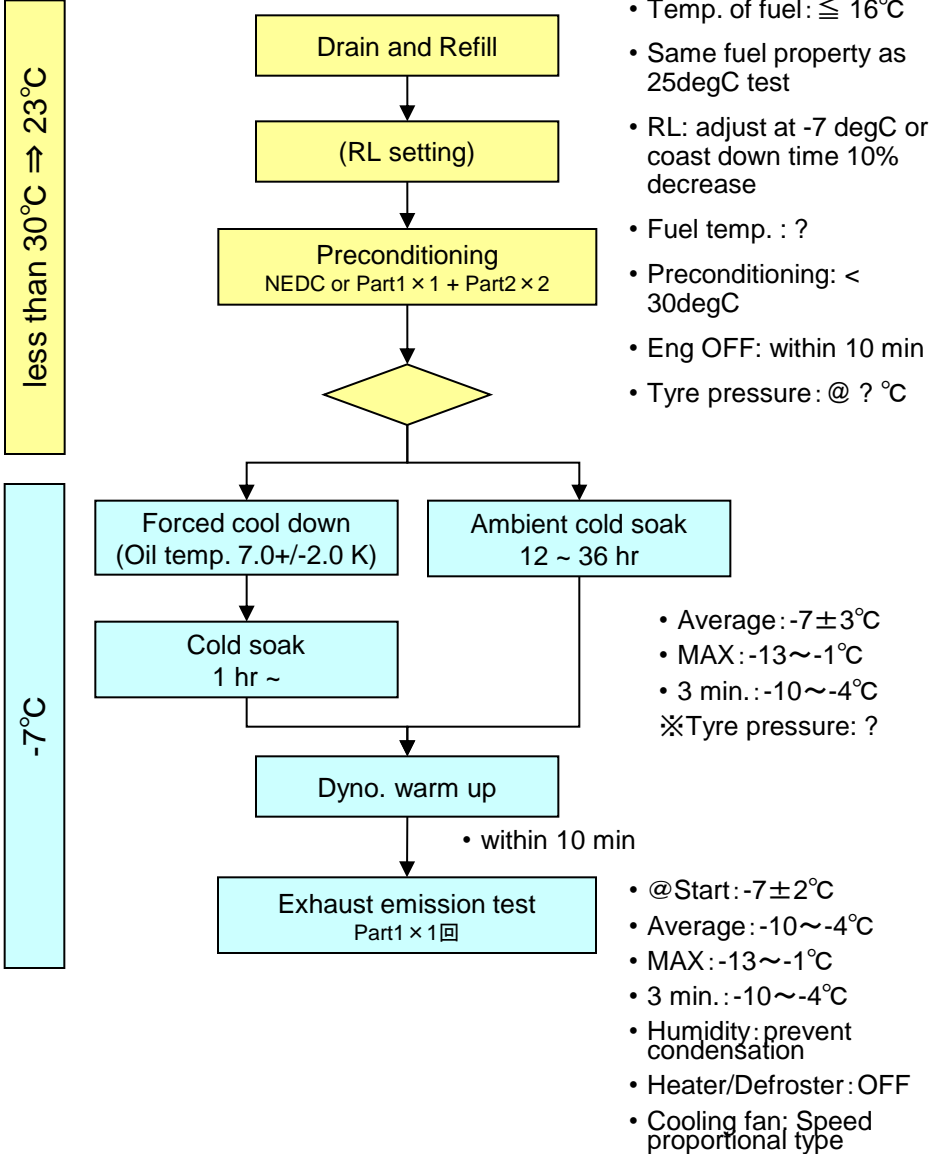 • Temp. of fuel：≦ 16℃
Drain and Refill
• Same fuel property as
25degC test
less than 30℃ ⇒ 23℃
(RL setting)
• RL: adjust at -7 degC or
coast down time 10%
decrease
• Fuel temp. : ?
Preconditioning
NEDC or Part1×1 + Part2×2
• Preconditioning: <
30degC
• Eng OFF: within 10 min
• Tyre pressure：@ ? ℃
-7℃
Forced cool down
(Oil temp. 7.0+/-2.0 K)
Ambient cold soak
12 ~ 36 hr
Cold soak
1 hr ~
• Average：-7±3℃
• MAX：-13～-1℃
• 3 min.：-10～-4℃
※Tyre pressure: ?
Dyno. warm up
• within 10 min
Exhaust emission test
Part1×1回
• @Start：-7±2℃
• Average：-10～-4℃
• MAX：-13～-1℃
• 3 min.：-10～-4℃
• Humidity：prevent
condensation
• Heater/Defroster：OFF
• Cooling fan: Speed
proportional type